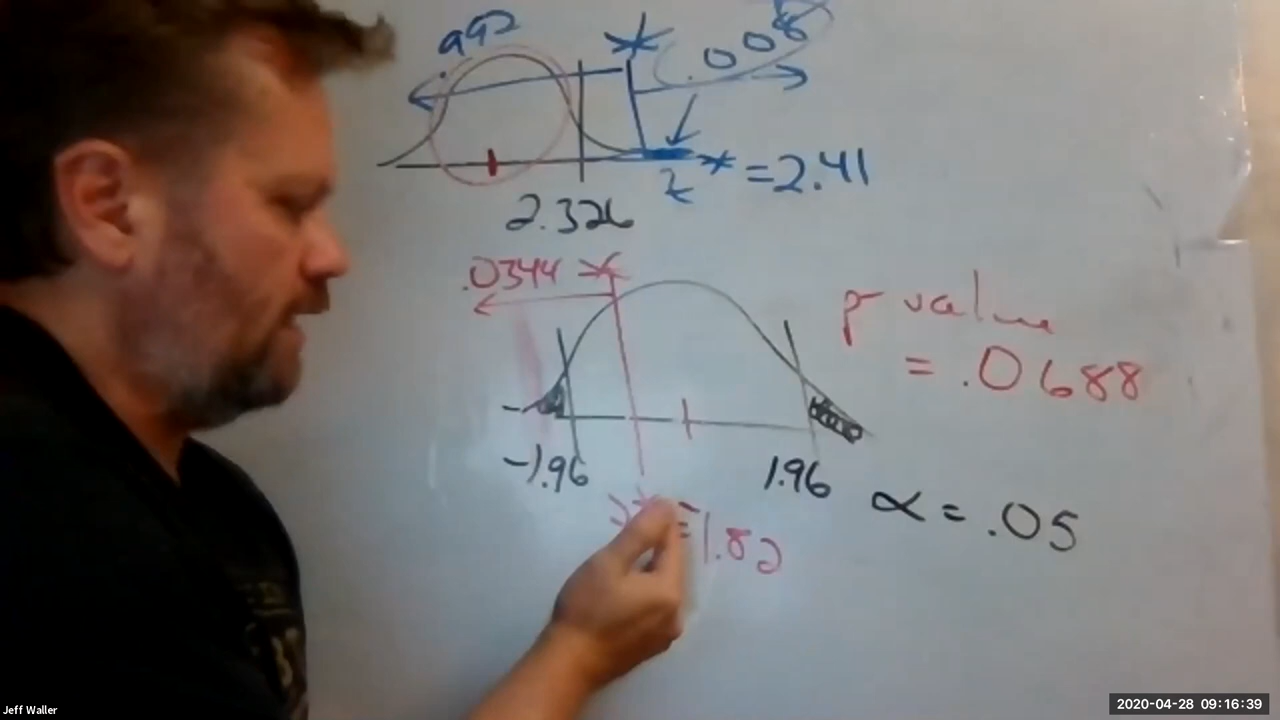 .992
.008
z* = 2.41
2.326
.0344 *
p value
= .0688
-1.96
1.96
α = .05
z* = -1.82
Jeff Waller
2020-04-28 09:16:39